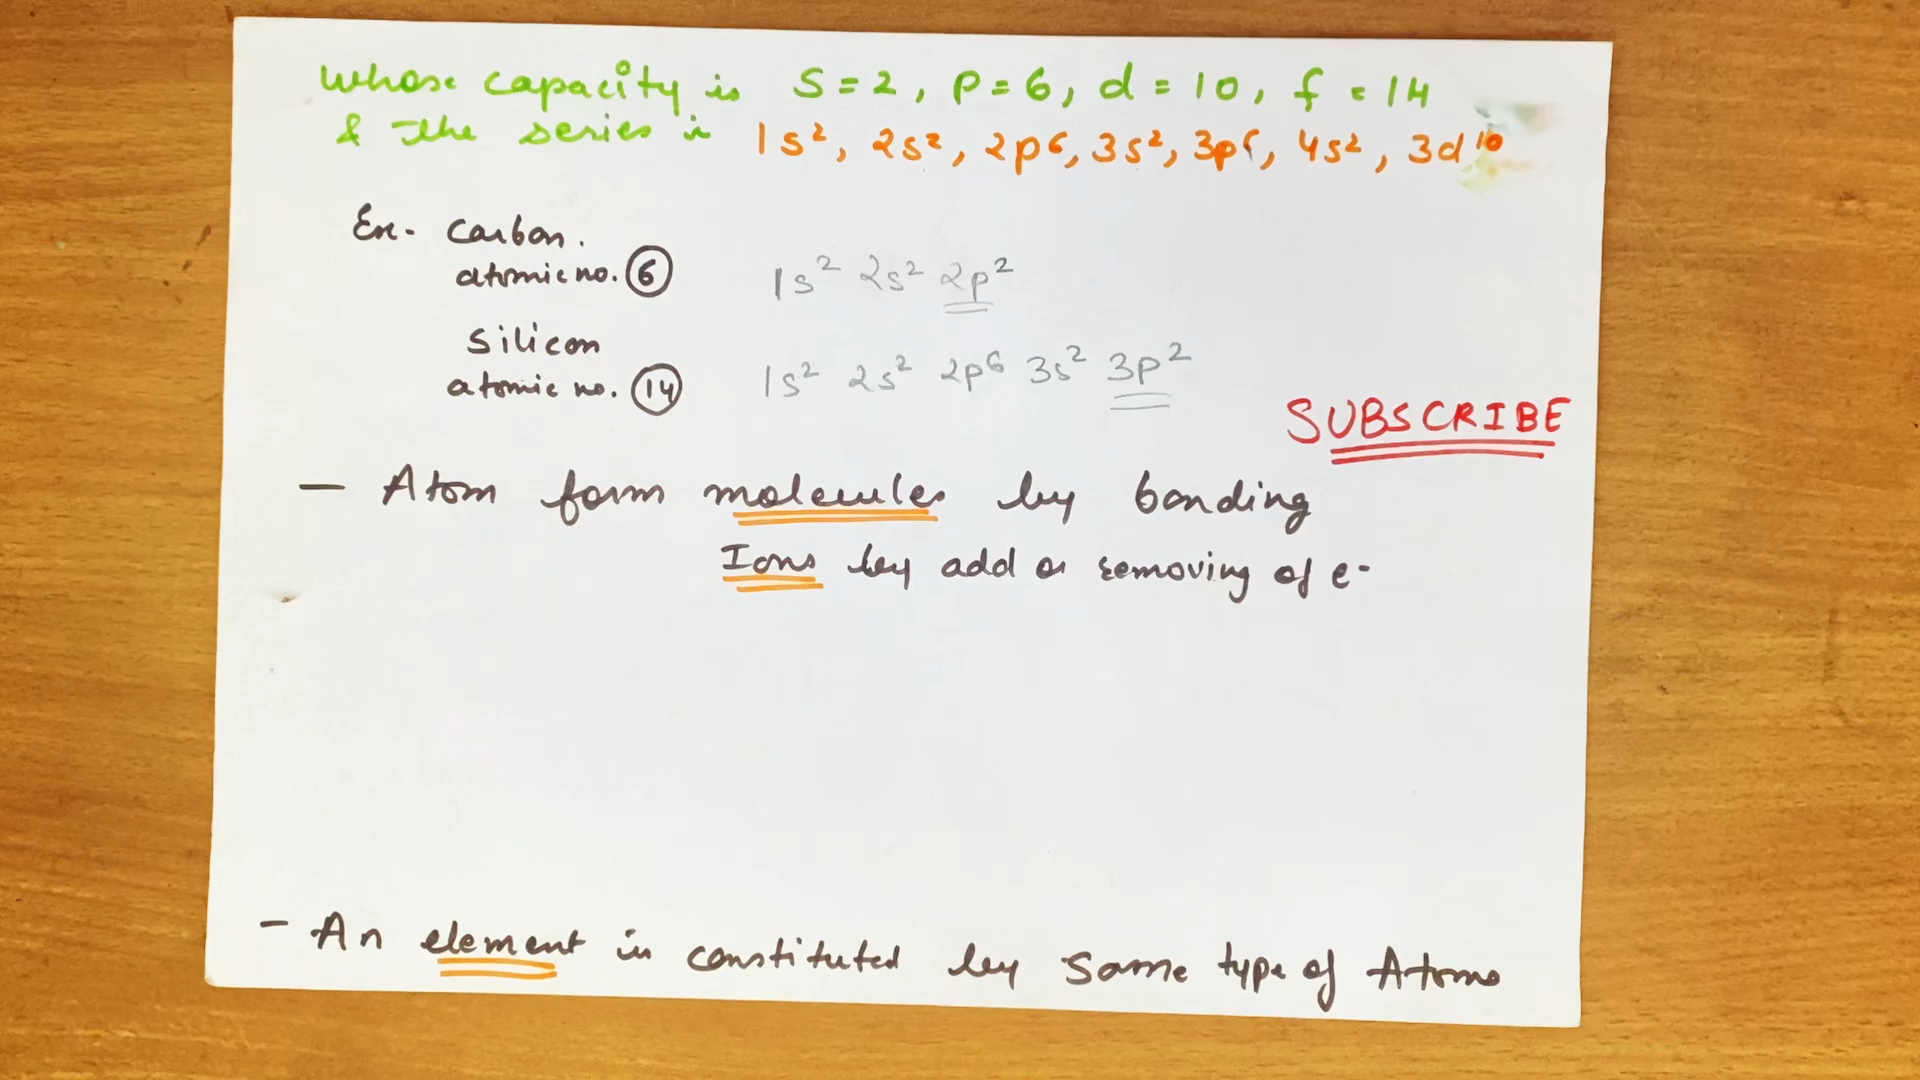 whose capacity is S = 2, P = 6, d = 10, f = 14
& the series is 1s², 2s², 2p⁶, 3s², 3p⁶, 4s², 3d¹⁰
Ex- Carbon.
atomic no. 6 1s² 2s² 2p²
Silicon
atomic no. 14 1s² 2s² 2p⁶ 3s² 3p²
SUBSCRIBE
— Atom form molecules by bonding
Ions by add or removing of e-
- An element is constituted by same type of Atoms